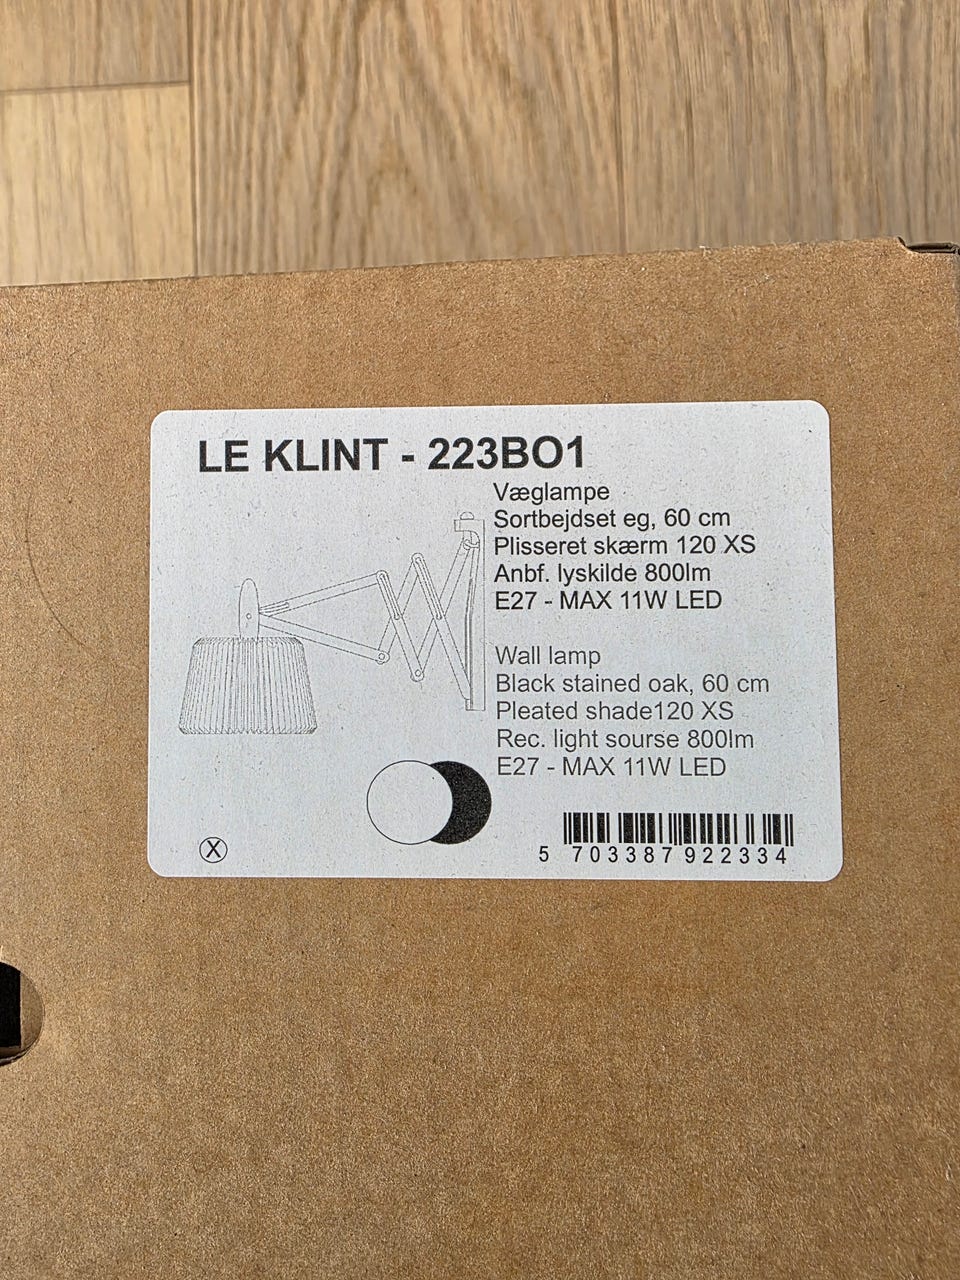 LE KLINT - 223BO1
Væglampe
Sortbejdset eg, 60 cm
Plisseret skærm 120 XS
Anbf. lyskilde 800lm
E27 - MAX 11W LED
Wall lamp
Black stained oak, 60 cm
Pleated shade120 XS
Rec. light sourse 800lm
E27 - MAX 11W LED
X
5 703387 922334